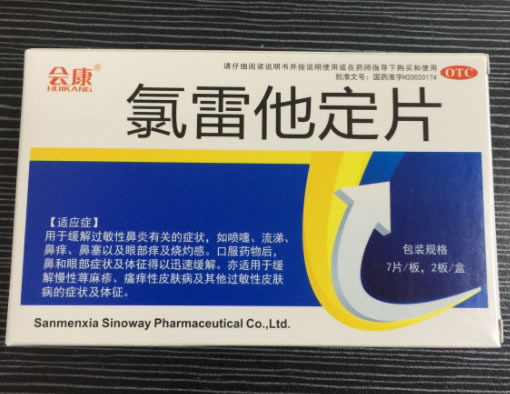 会康®
HUIKANG
请仔细阅读说明书并按说明使用或在药师指导下购买和使用
批准文号：国药准字H20020174
OTC
氯雷他定片
【适应症】
用于缓解过敏性鼻炎有关的症状，如喷嚏、流涕、
鼻痒、鼻塞以及眼部痒及烧灼感。口服药物后，
鼻和眼部症状及体征得以迅速缓解。亦适用于缓
解慢性荨麻疹、瘙痒性皮肤病及其他过敏性皮肤
病的症状及体征。
包装规格
7片/板，2板/盒
Sanmenxia Sinoway Pharmaceutical Co.,Ltd.